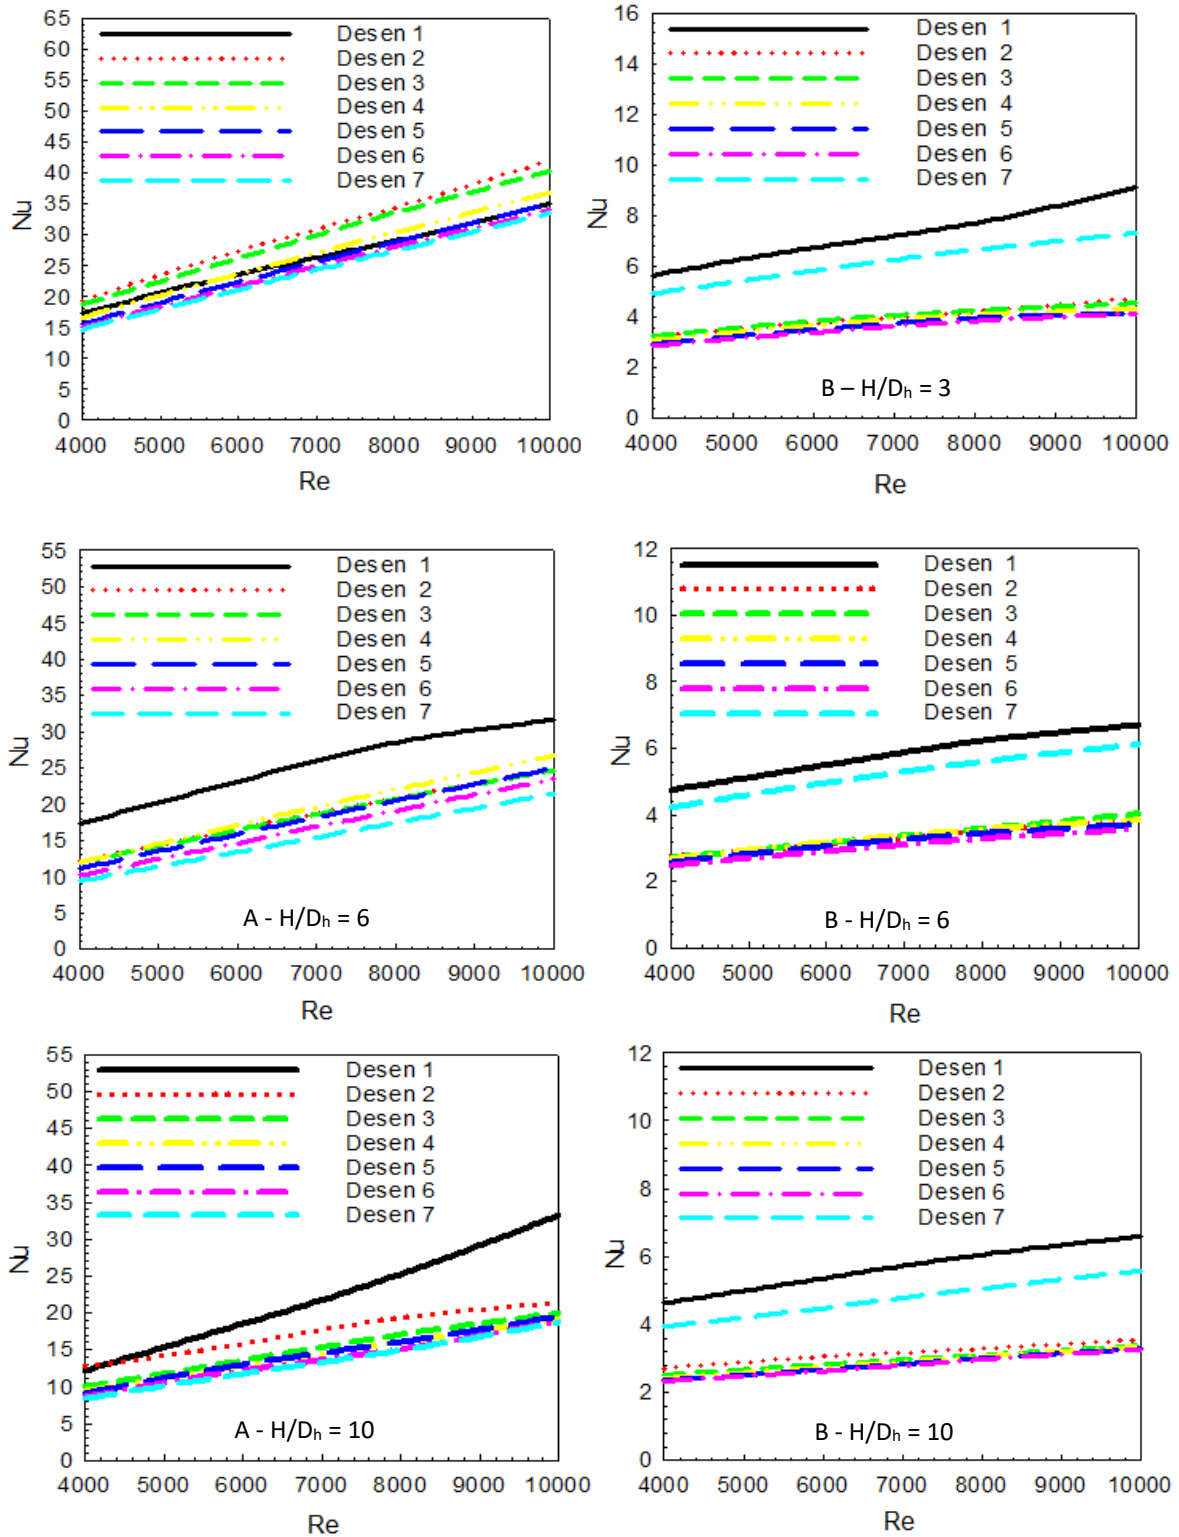 65
60
55
50
45
40
35
30
25
20
15
10
5
0
Nu
Desen 1
Desen 2
Desen 3
Desen 4
Desen 5
Desen 6
Desen 7
4000 5000 6000 7000 8000 9000 10000
Re
16
14
12
10
8
6
4
2
0
Nu
Desen 1
Desen 2
Desen 3
Desen 4
Desen 5
Desen 6
Desen 7
B – H/Dₕ = 3
4000 5000 6000 7000 8000 9000 10000
Re
55
50
45
40
35
30
25
20
15
10
5
0
Nu
Desen 1
Desen 2
Desen 3
Desen 4
Desen 5
Desen 6
Desen 7
A - H/Dₕ = 6
4000 5000 6000 7000 8000 9000 10000
Re
12
10
8
6
4
2
0
Nu
Desen 1
Desen 2
Desen 3
Desen 4
Desen 5
Desen 6
Desen 7
B - H/Dₕ = 6
4000 5000 6000 7000 8000 9000 10000
Re
55
50
45
40
35
30
25
20
15
10
5
0
Nu
Desen 1
Desen 2
Desen 3
Desen 4
Desen 5
Desen 6
Desen 7
A - H/Dₕ = 10
4000 5000 6000 7000 8000 9000 10000
Re
12
10
8
6
4
2
0
Nu
Desen 1
Desen 2
Desen 3
Desen 4
Desen 5
Desen 6
Desen 7
B - H/Dₕ = 10
4000 5000 6000 7000 8000 9000 10000
Re